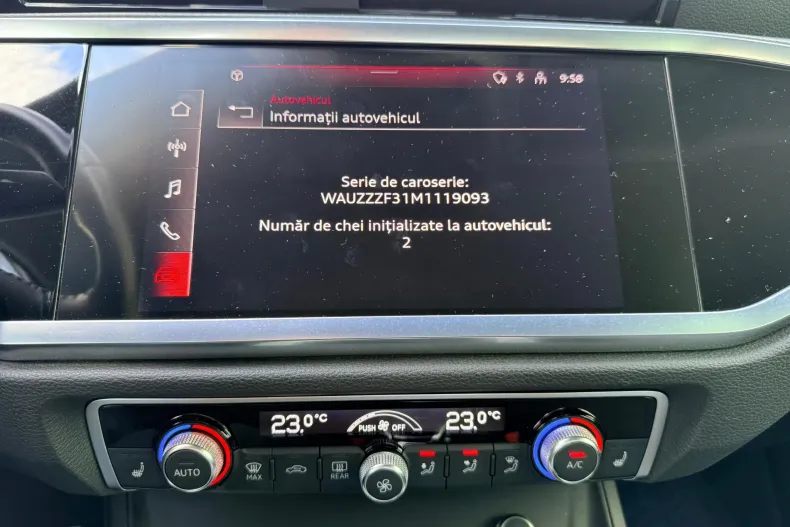 9:58
Autovehicul
Informații autovehicul
Serie de caroserie:
WAUZZZF31M1119093
Număr de chei inițializate la autovehicul:
2
23.0°C
PUSH OFF
23.0°C
AUTO
MAX
REAR
A/C